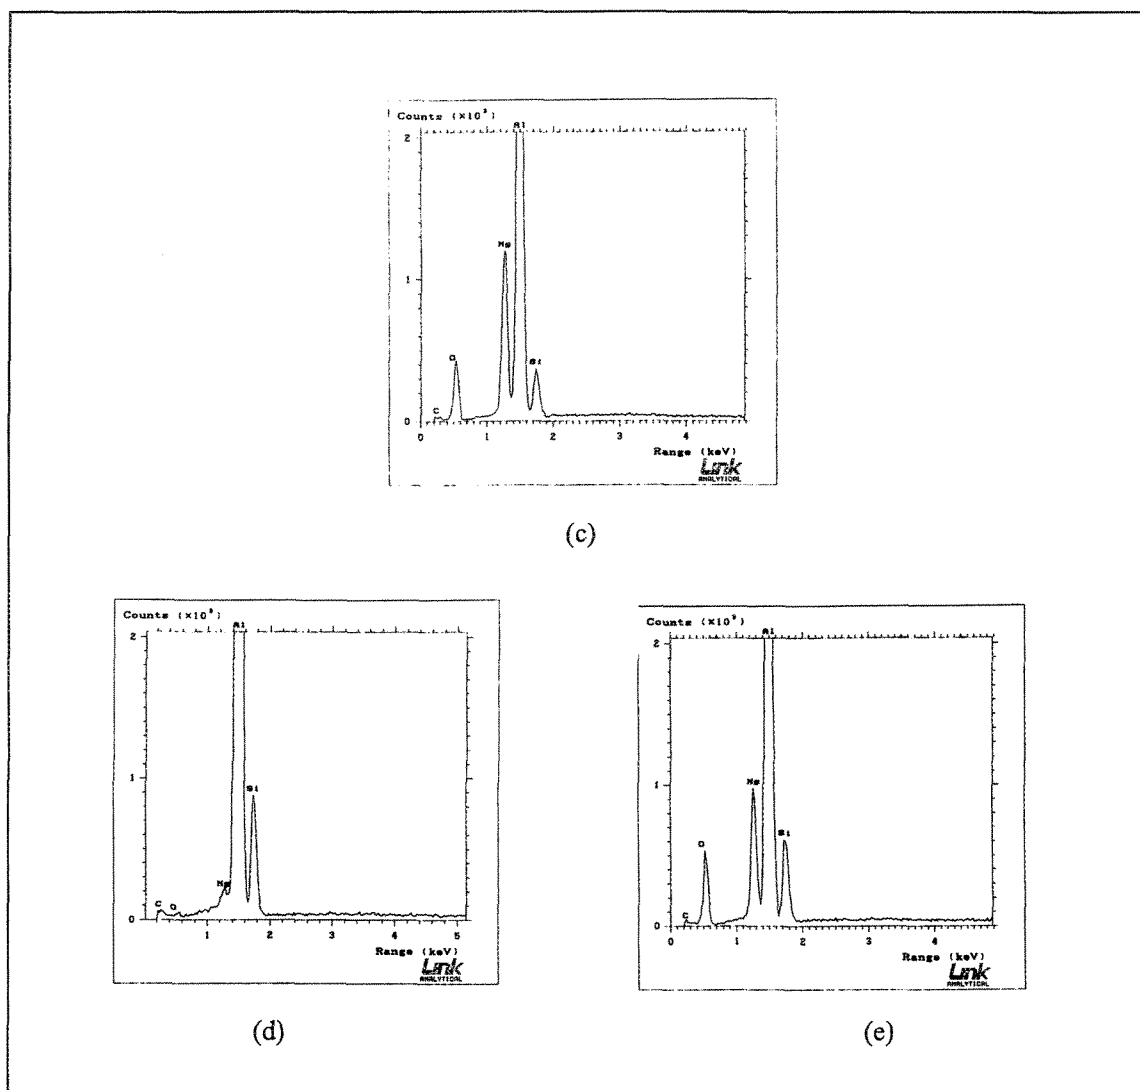 Counts (×10³)
Al
2
Mg
1
O
Si
C
0
0 1 2 3 4
Range (keV)
Link
ANALYTICAL
(c)
Counts (×10³)
Al
2
1
Si
Mg
C O
0
1 2 3 4 5
Range (keV)
Link
ANALYTICAL
(d)
Counts (×10³)
Al
2
Mg
1
Si
O
C
0
0 1 2 3 4
Range (keV)
Link
ANALYTICAL
(e)